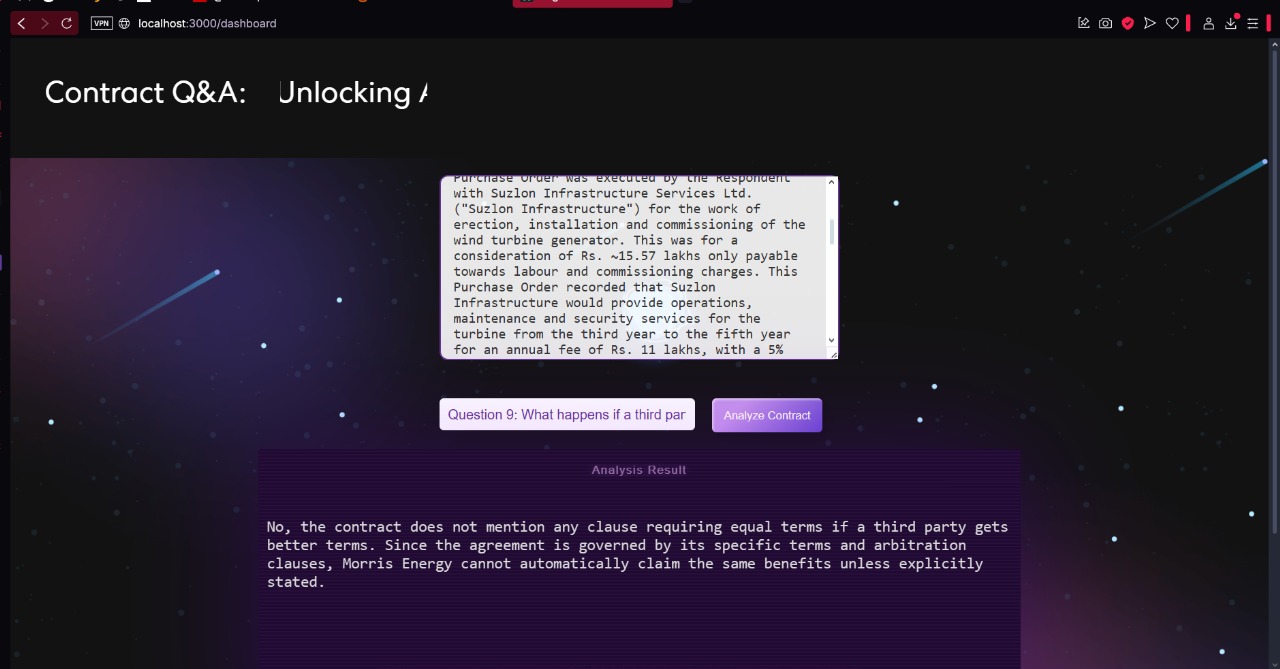 VPN localhost:3000/dashboard
Contract Q&A: Unlocking
Purchase Order was executed by the Respondent
with Suzlon Infrastructure Services Ltd.
("Suzlon Infrastructure") for the work of
erection, installation and commissioning of the
wind turbine generator. This was for a
consideration of Rs. ~15.57 lakhs only payable
towards labour and commissioning charges. This
Purchase Order recorded that Suzlon
Infrastructure would provide operations,
maintenance and security services for the
turbine from the third year to the fifth year
for an annual fee of Rs. 11 lakhs, with a 5%
Question 9: What happens if a third par
Analyze Contract
Analysis Result
No, the contract does not mention any clause requiring equal terms if a third party gets
better terms. Since the agreement is governed by its specific terms and arbitration
clauses, Morris Energy cannot automatically claim the same benefits unless explicitly
stated.